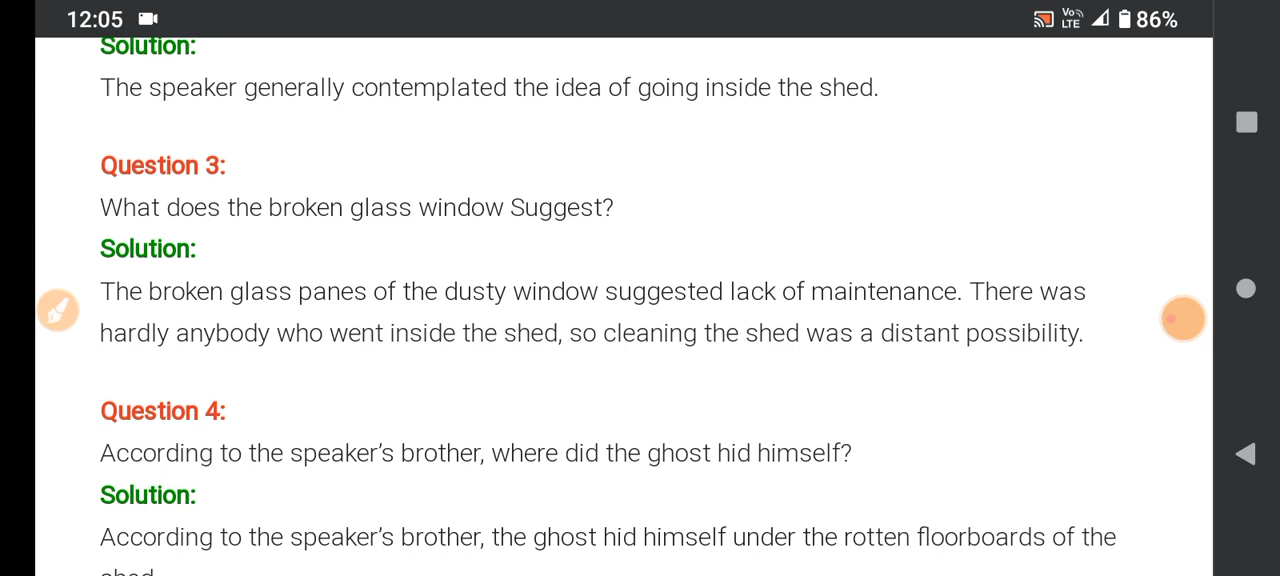 12:05
Vo
LTE
86%
Solution:
The speaker generally contemplated the idea of going inside the shed.
Question 3:
What does the broken glass window Suggest?
Solution:
The broken glass panes of the dusty window suggested lack of maintenance. There was
hardly anybody who went inside the shed, so cleaning the shed was a distant possibility.
Question 4:
According to the speaker’s brother, where did the ghost hid himself?
Solution:
According to the speaker’s brother, the ghost hid himself under the rotten floorboards of the
shed